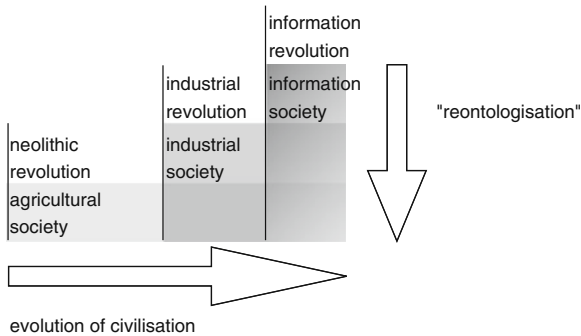 information
revolution
industrial
revolution
information
society
"reontologisation"
neolithic
revolution
industrial
society
agricultural
society
evolution of civilisation